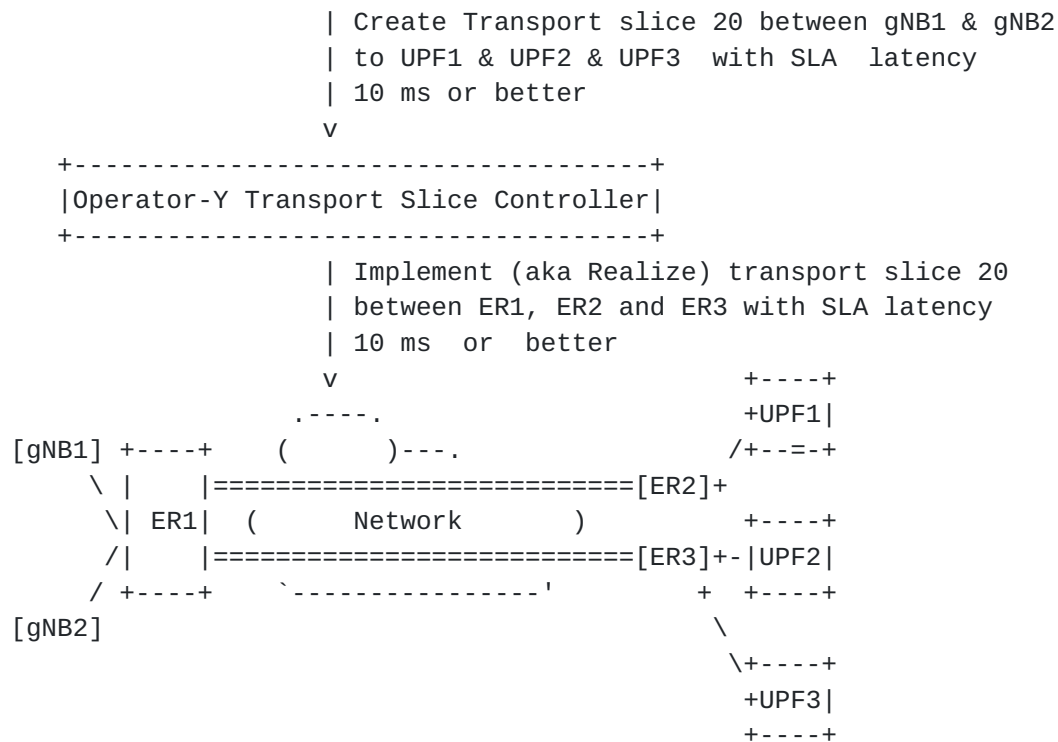 | Create Transport slice 20 between gNB1 & gNB2
| to UPF1 & UPF2 & UPF3  with SLA  latency
| 10 ms or better
v
+-------------------------------------+
|Operator-Y Transport Slice Controller|
+-------------------------------------+
| Implement (aka Realize) transport slice 20
| between ER1, ER2 and ER3 with SLA latency
| 10 ms  or  better
v                          +----+
.----.                       +UPF1|
[gNB1] +----+    (      )---.                 /+--=-+
\ |    |===========================[ER2]+
\| ER1|  (      Network       )          +----+
/|    |===========================[ER3]+-|UPF2|
/ +----+    `----------------'          +  +----+
[gNB2]                                       \
\+----+
+UPF3|
+----+